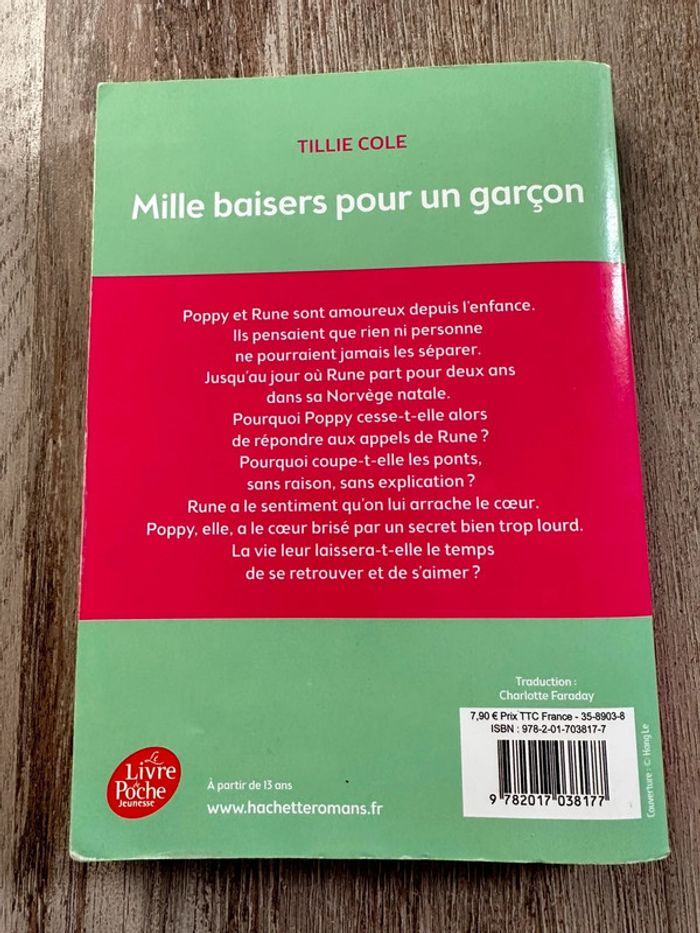 TILLIE COLE
Mille baisers pour un garçon
Poppy et Rune sont amoureux depuis l'enfance.
Ils pensaient que rien ni personne
ne pourraient jamais les séparer.
Jusqu'au jour où Rune part pour deux ans
dans sa Norvège natale.
Pourquoi Poppy cesse-t-elle alors
de répondre aux appels de Rune ?
Pourquoi coupe-t-elle les ponts,
sans raison, sans explication ?
Rune a le sentiment qu'on lui arrache le cœur.
Poppy, elle, a le cœur brisé par un secret bien trop lourd.
La vie leur laissera-t-elle le temps
de se retrouver et de s'aimer ?
Traduction :
Charlotte Faraday
7,90 € Prix TTC France - 35-8903-8
ISBN : 978-2-01-703817-7
9 782017 038177
Couverture : © Hang Le
Le
Livre
de
Poche
Jeunesse
À partir de 13 ans
www.hachetteromans.fr